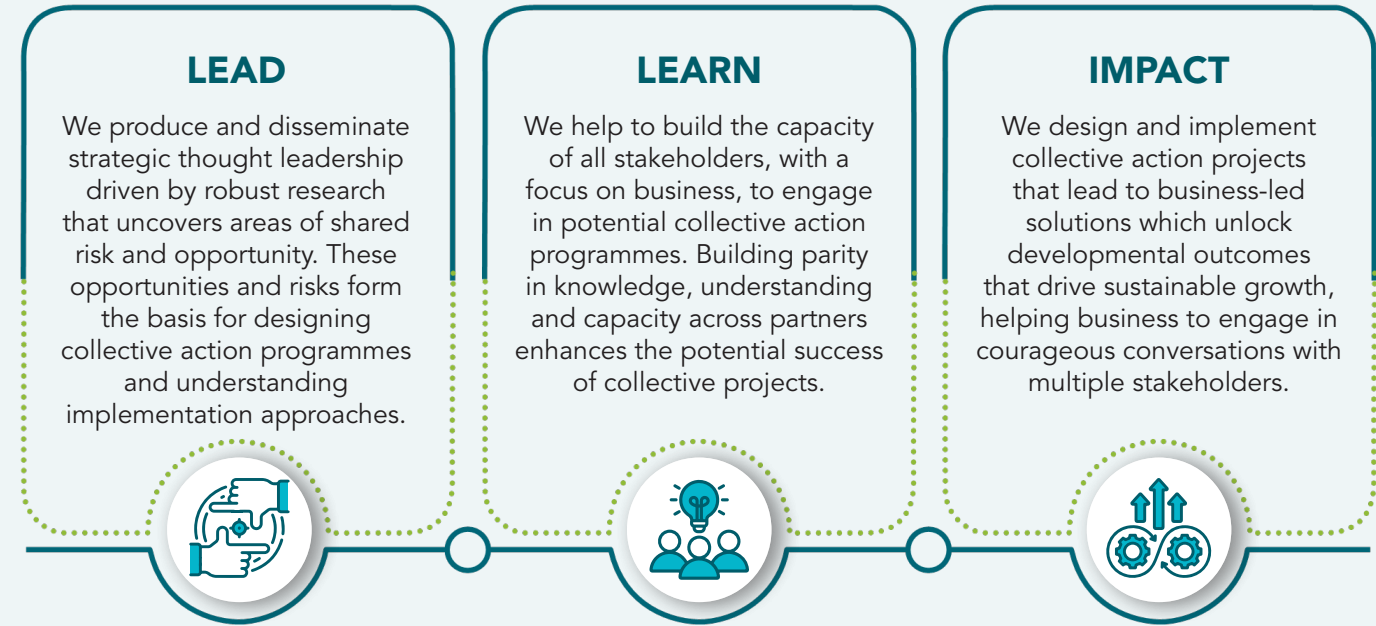 LEAD
We produce and disseminate
strategic thought leadership
driven by robust research
that uncovers areas of shared
risk and opportunity. These
opportunities and risks form
the basis for designing
collective action programmes
and understanding
implementation approaches.
LEARN
We help to build the capacity
of all stakeholders, with a
focus on business, to engage
in potential collective action
programmes. Building parity
in knowledge, understanding
and capacity across partners
enhances the potential success
of collective projects.
IMPACT
We design and implement
collective action projects
that lead to business-led
solutions which unlock
developmental outcomes
that drive sustainable growth,
helping business to engage in
courageous conversations with
multiple stakeholders.